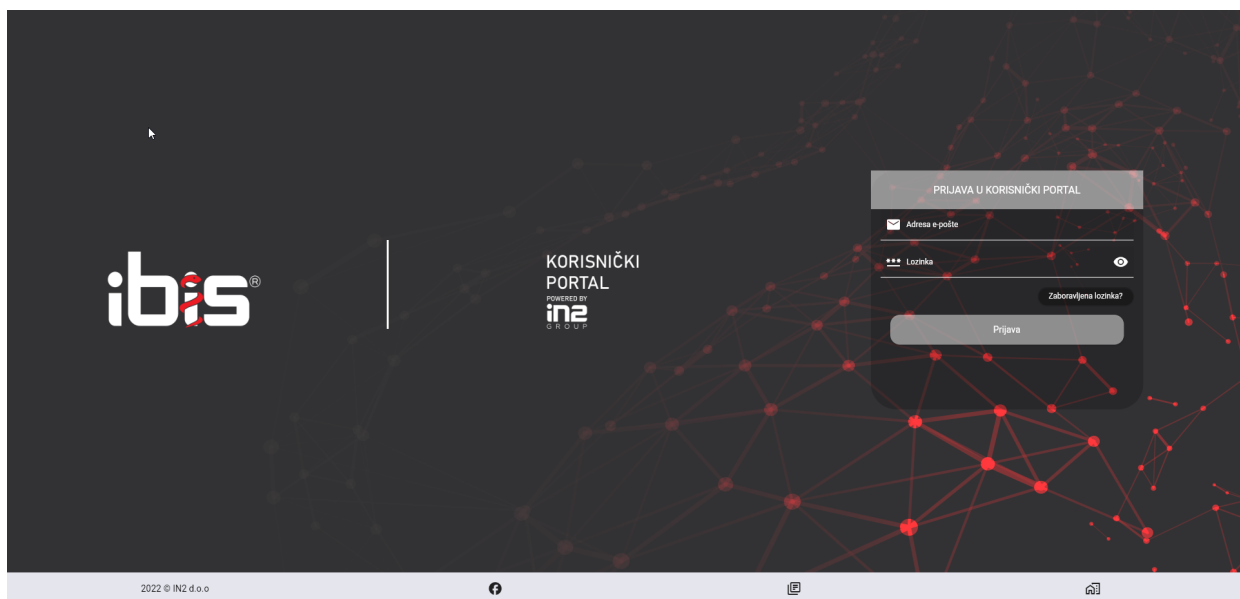 PRIJAVA U KORISNIČKI PORTAL
Adresa e-pošte
*** Lozinka
Zaboravljena lozinka?
Prijava
ibis®
KORISNIČKI
PORTAL
POWERED BY
in2
GROUP
2022 © IN2 d.o.o